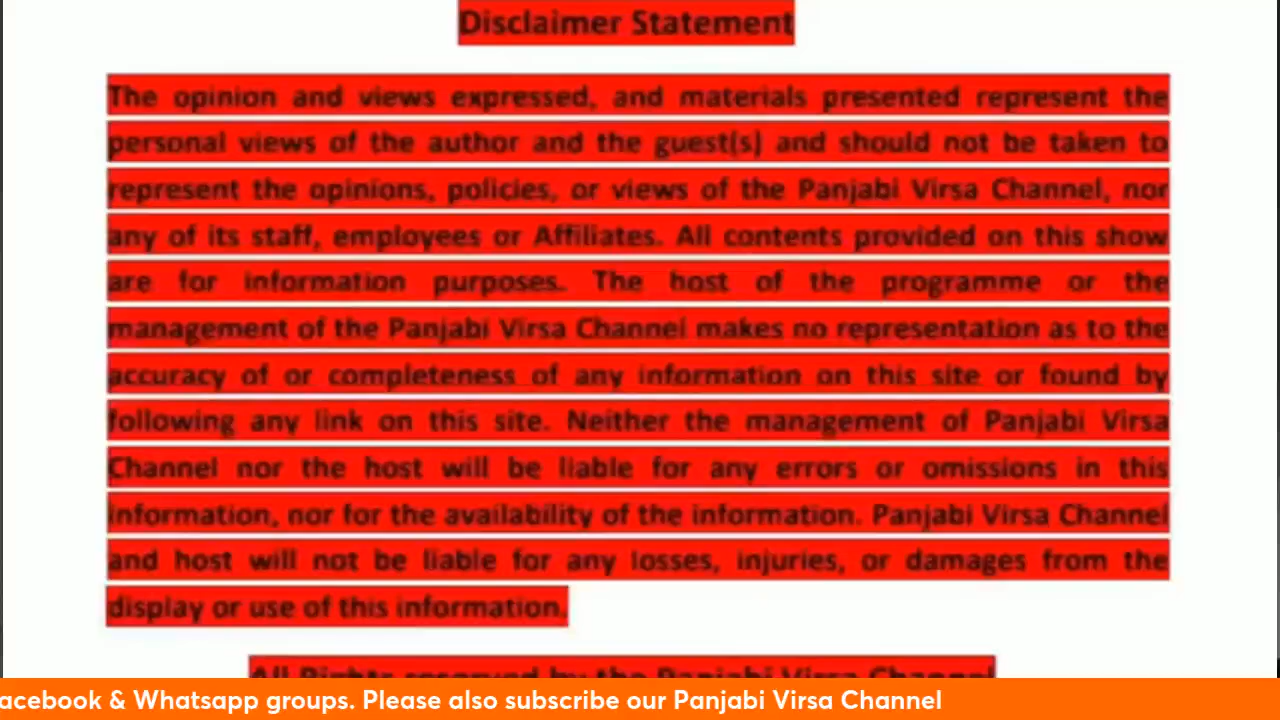 Disclaimer Statement
The opinion and views expressed, and materials presented represent the
personal views of the author and the guest(s) and should not be taken to
represent the opinions, policies, or views of the Panjabi Virsa Channel, nor
any of its staff, employees or Affiliates. All contents provided on this show
are for information purposes. The host of the programme or the
management of the Panjabi Virsa Channel makes no representation as to the
accuracy of or completeness of any information on this site or found by
following any link on this site. Neither the management of Panjabi Virsa
Channel nor the host will be liable for any errors or omissions in this
information, nor for the availability of the information. Panjabi Virsa Channel
and host will not be liable for any losses, injuries, or damages from the
display or use of this information.
All Rights reserved by the Panjabi Virsa Channel
acebook & Whatsapp groups. Please also subscribe our Panjabi Virsa Channel